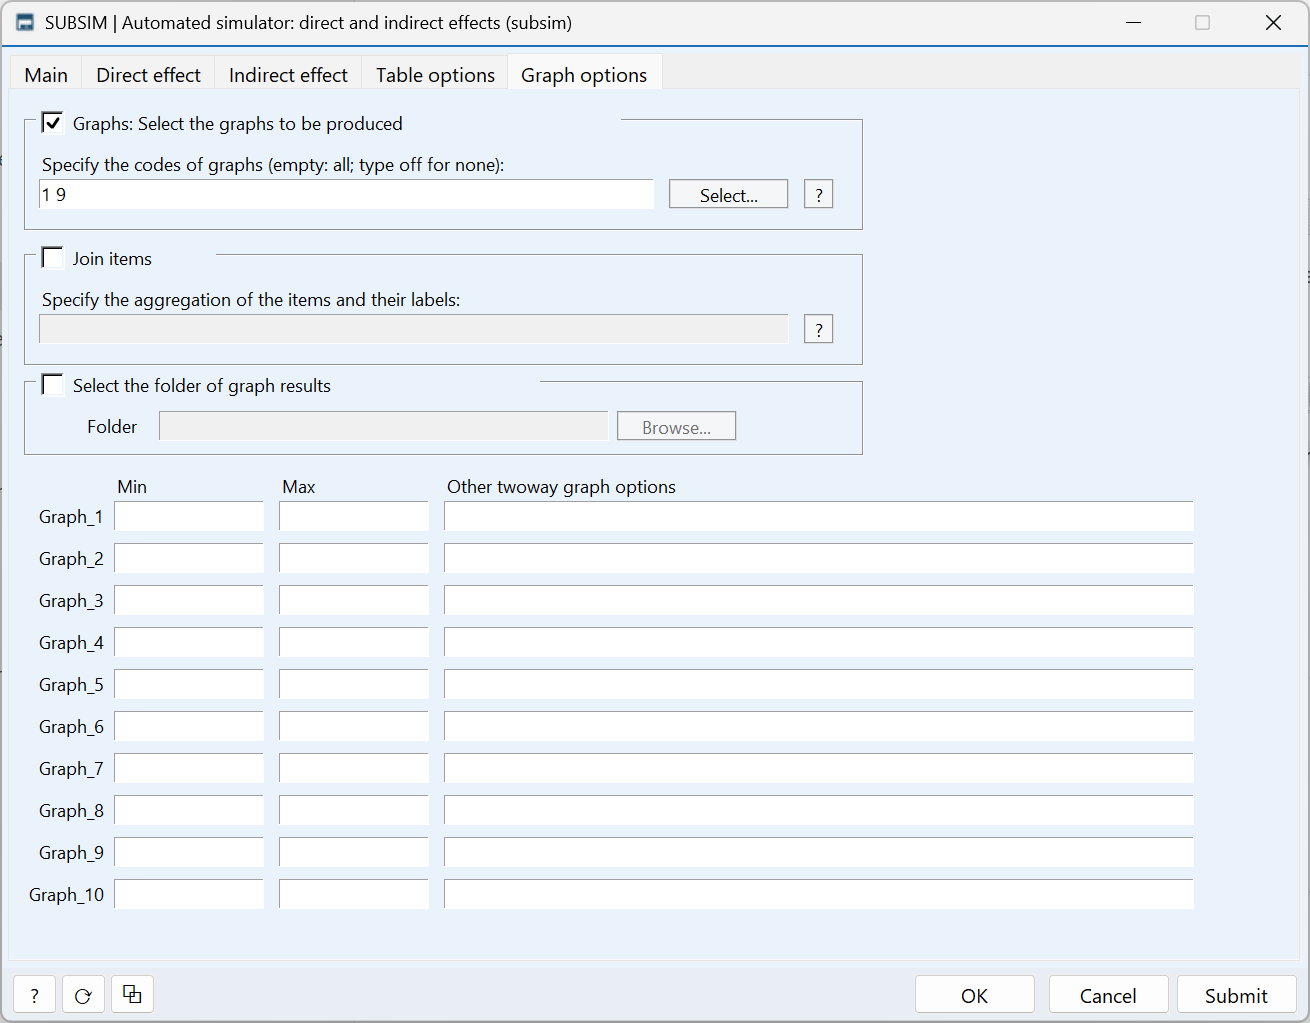 SUBSIM | Automated simulator: direct and indirect effects (subsim)
Main Direct effect Indirect effect Table options Graph options
Graphs: Select the graphs to be produced
Specify the codes of graphs (empty: all; type off for none):
1 9 Select... ?
Join items
Specify the aggregation of the items and their labels:
?
Select the folder of graph results
Folder Browse...
Min Max Other twoway graph options
Graph_1
Graph_2
Graph_3
Graph_4
Graph_5
Graph_6
Graph_7
Graph_8
Graph_9
Graph_10
? OK Cancel Submit